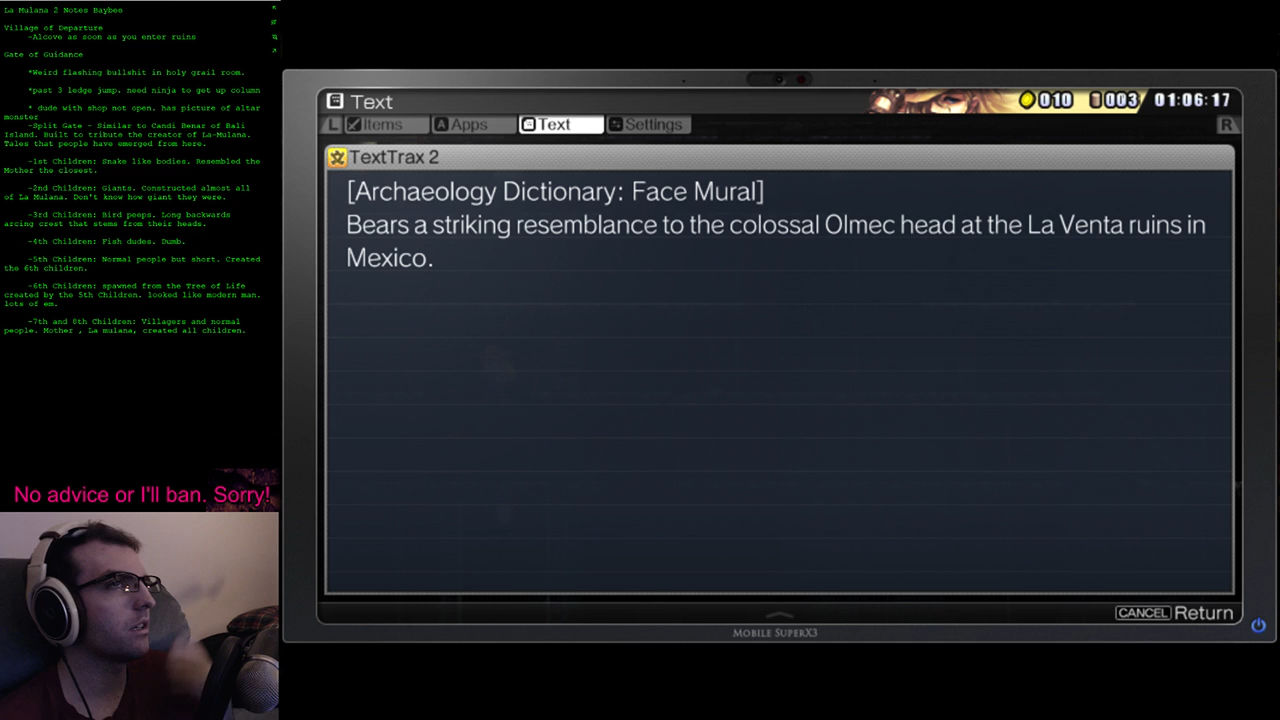 La Mulana 2 Notes Baybee
Village of Departure
-Alcove as soon as you enter ruins
Gate of Guidance
*Weird flashing bullshit in holy grail room.
*past 3 ledge jump. need ninja to get up column
* dude with shop not open. has picture of altar
monster
-Split Gate - Similar to Candi Benar of Bali
Island. Built to tribute the creator of La-Mulana.
Tales that people have emerged from here.
-1st Children: Snake like bodies. Resembled the
Mother the closest.
-2nd Children: Giants. Constructed almost all
of La Mulana. Don't know how giant they were.
-3rd Children: Bird peeps. Long backwards
arcing crest that stems from their heads.
-4th Children: Fish dudes. Dumb.
-5th Children: Normal people but short. Created
the 6th children.
-6th Children: spawned from the Tree of Life
created by the 5th Children. looked like modern man.
lots of em.
-7th and 8th Children: Villagers and normal
people. Mother , La mulana, created all children.
No advice or I'll ban. Sorry!
Text
010 003 01:06:17
L Items A Apps Text Settings R
文 TextTrax 2
[Archaeology Dictionary: Face Mural]
Bears a striking resemblance to the colossal Olmec head at the La Venta ruins in
Mexico.
CANCEL Return
MOBILE SUPERX3